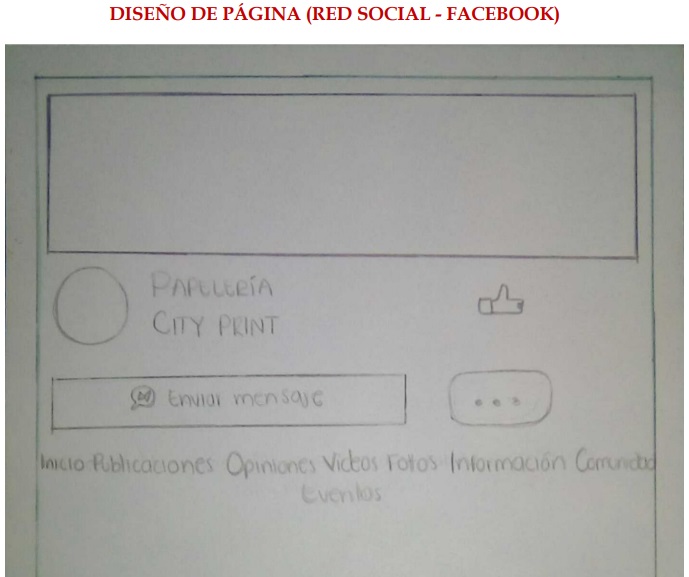 DISEÑO DE PÁGINA (RED SOCIAL - FACEBOOK)
PAPELERÍA
CITY PRINT
Enviar mensaje
...
Inicio Publicaciones Opiniones Videos Fotos Información Comunidad
Eventos